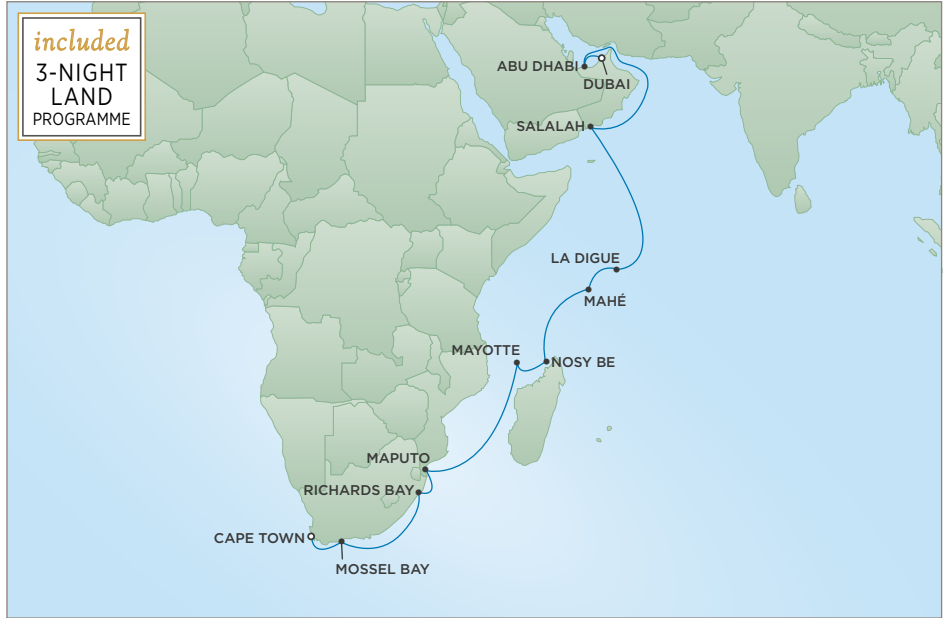 included
3-NIGHT
LAND
PROGRAMME
ABU DHABI
DUBAI
SALALAH
LA DIGUE
MAHÉ
MAYOTTE
NOSY BE
MAPUTO
RICHARDS BAY
CAPE TOWN
MOSSEL BAY